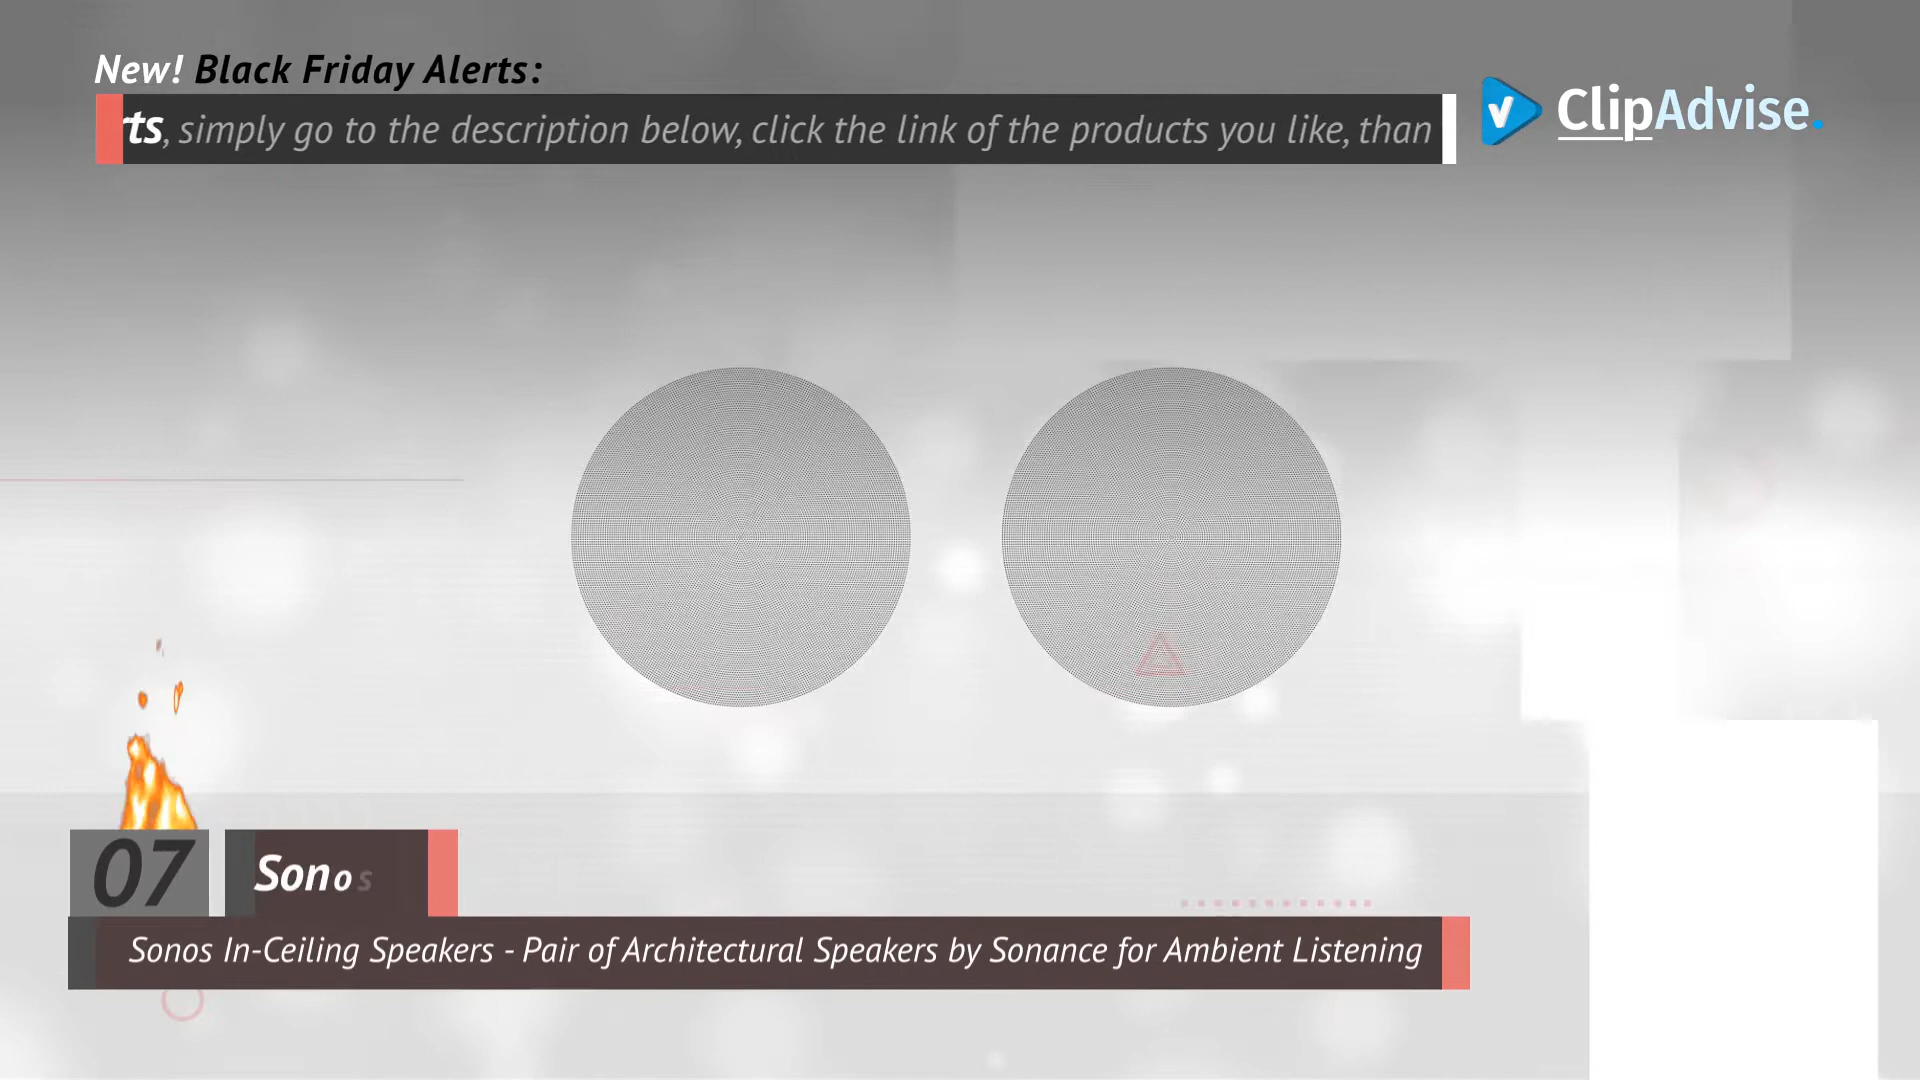 New! Black Friday Alerts:
rts, simply go to the description below, click the link of the products you like, than
ClipAdvise.
07
Sonos
Sonos In-Ceiling Speakers - Pair of Architectural Speakers by Sonance for Ambient Listening